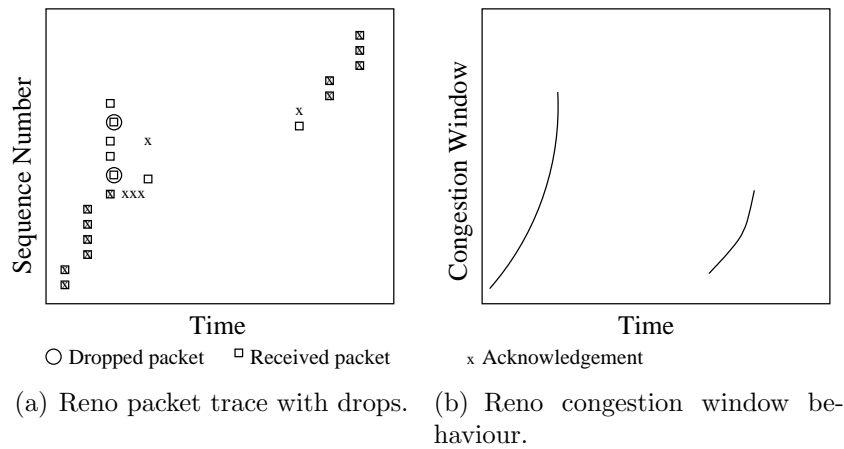 Sequence Number
x
x
xxx
Time
Congestion Window
Time
Dropped packet Received packet x Acknowledgement
(a) Reno packet trace with drops.
(b) Reno congestion window be-
haviour.